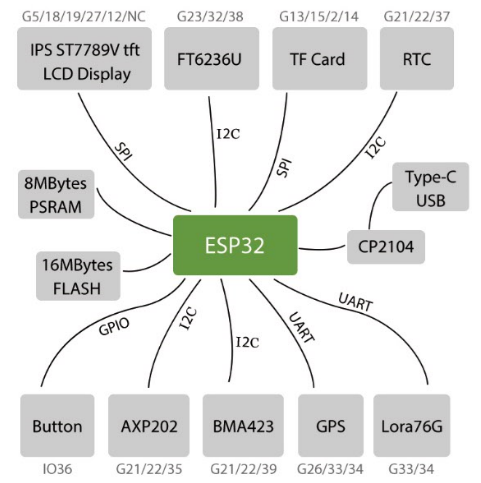 G5/18/19/27/12/NC
G23/32/38
G13/15/2/14
G21/22/37
IPS ST7789V tft
LCD Display
FT6236U
TF Card
RTC
SPI
I2C
SPI
I2C
8MBytes
PSRAM
Type-C
USB
ESP32
CP2104
16MBytes
FLASH
GPIO
I2C
I2C
UART
UART
Button
AXP202
BMA423
GPS
Lora76G
IO36
G21/22/35
G21/22/39
G26/33/34
G33/34